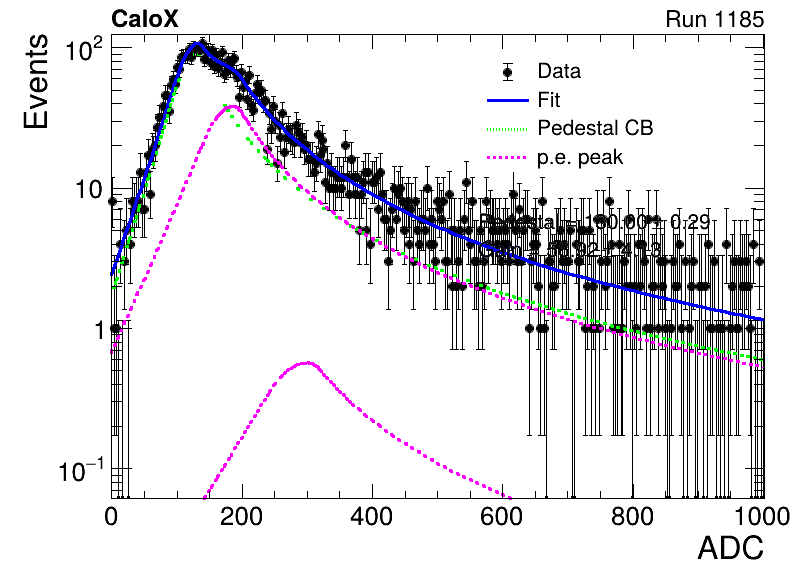 CaloX Run 1185
Events
Data
Fit
Pedestal CB
p.e. peak
10²
10
1
10⁻¹
0 200 400 600 800 1000
ADC